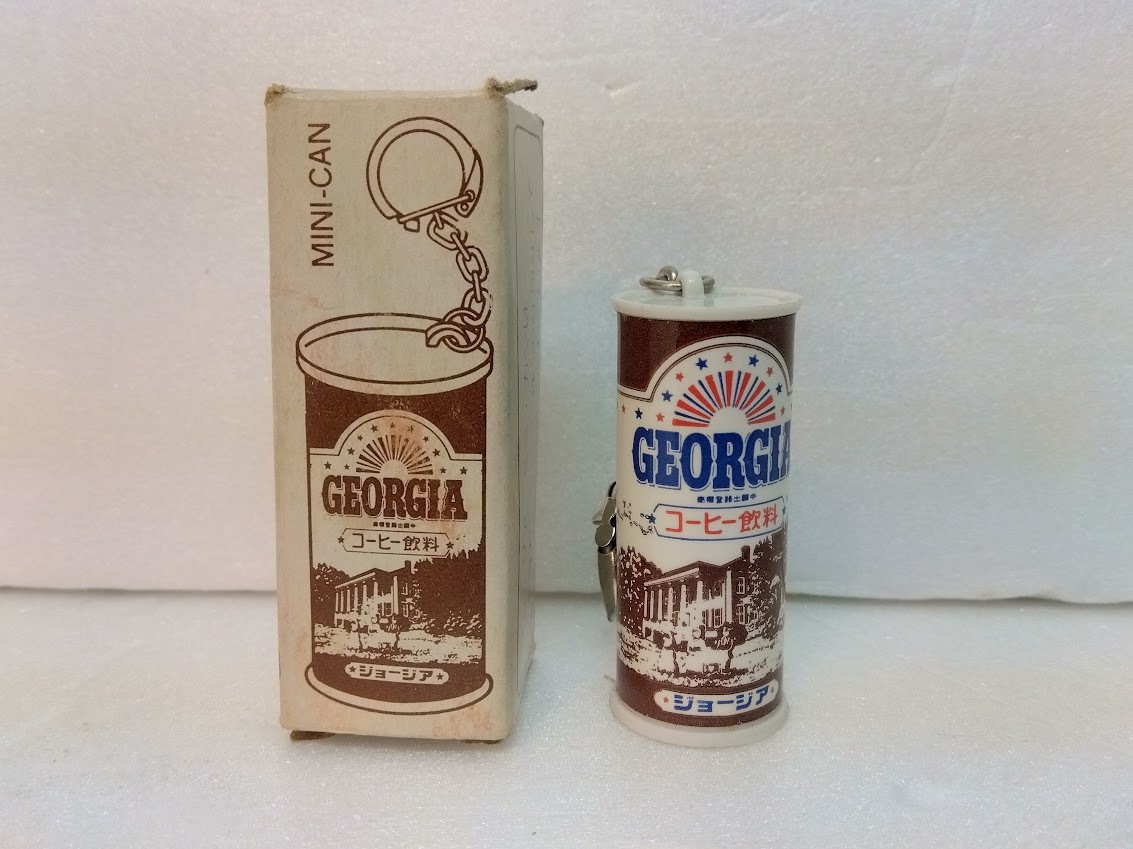 MINI-CAN
GEORGIA
商標登録出願中
コーヒー飲料
ジョージア
GEORGIA
商標登録出願中
コーヒー飲料
ジョージア